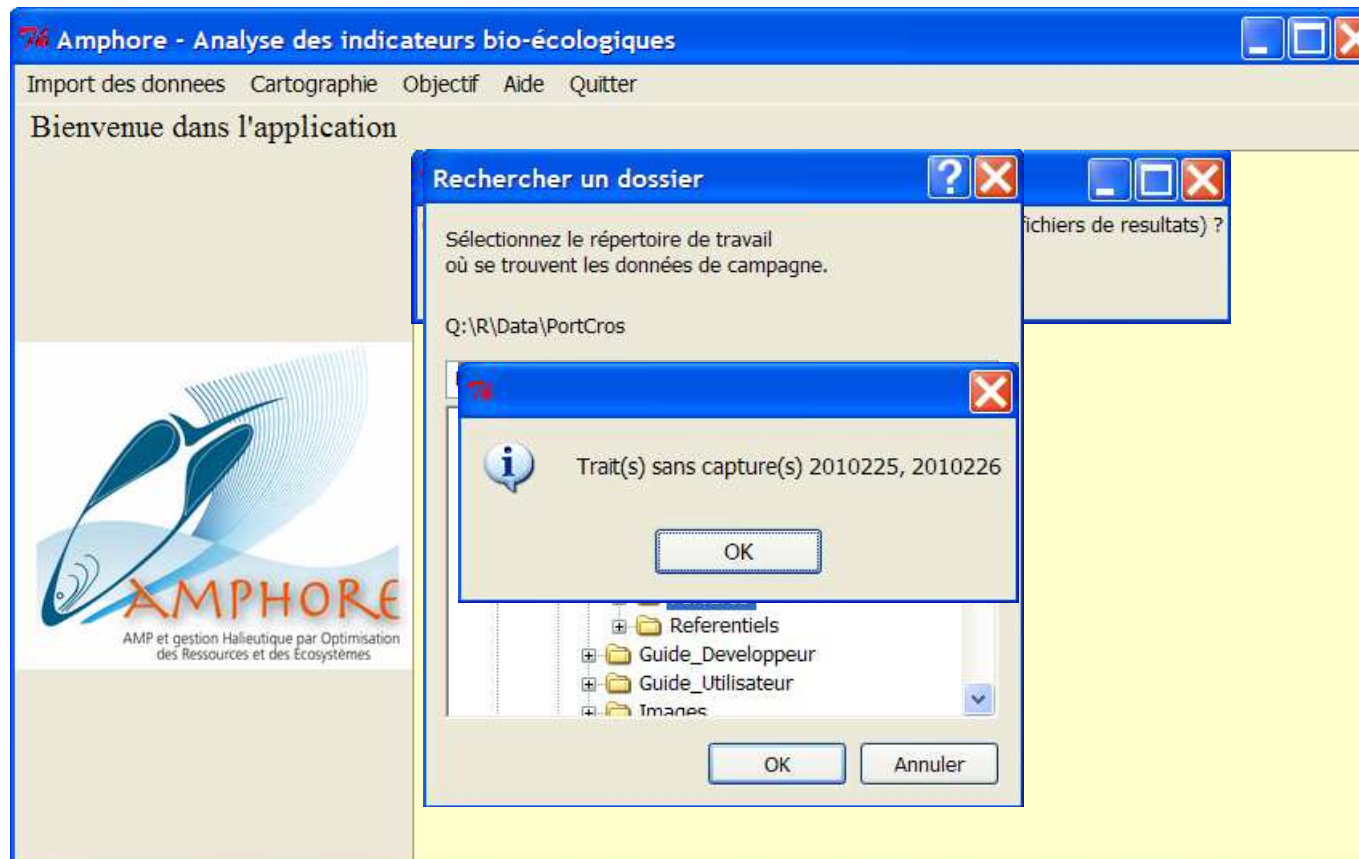 Amphore - Analyse des indicateurs bio-écologiques
Import des donnees Cartographie Objectif Aide Quitter
Bienvenue dans l'application
Rechercher un dossier
ichiers de resultats) ?
Sélectionnez le répertoire de travail
où se trouvent les données de campagne.
Q:\R\Data\PortCros
Trait(s) sans capture(s) 2010225, 2010226
OK
Referentiels
Guide_Developpeur
Guide_Utilisateur
Images
OK Annuler
AMPHORE
AMP et gestion Halieutique par Optimisation
des Ressources et des Écosystèmes